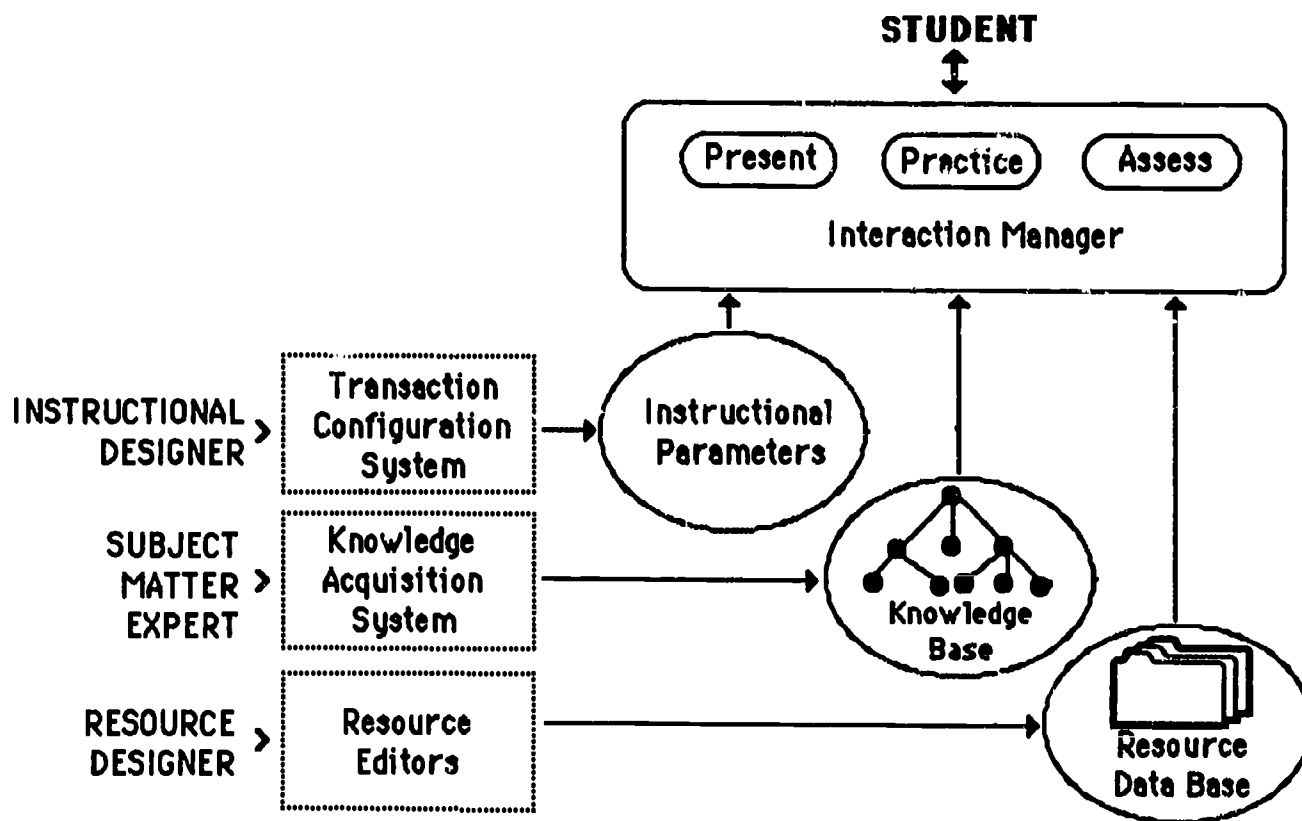 STUDENT
Present
Practice
Assess
Interaction Manager
INSTRUCTIONAL
DESIGNER >
Transaction
Configuration
System
Instructional
Parameters
SUBJECT
MATTER
EXPERT >
Knowledge
Acquisition
System
Knowledge
Base
RESOURCE
DESIGNER >
Resource
Editors
Resource
Data Base